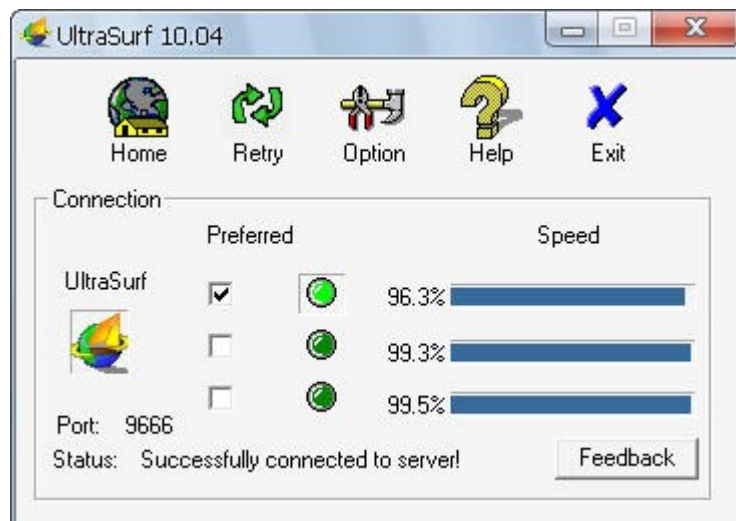 UltraSurf 10.04
Home Retry Option Help Exit
Connection
Preferred Speed
UltraSurf
96.3%
99.3%
99.5%
Port: 9666
Status: Successfully connected to server!
Feedback